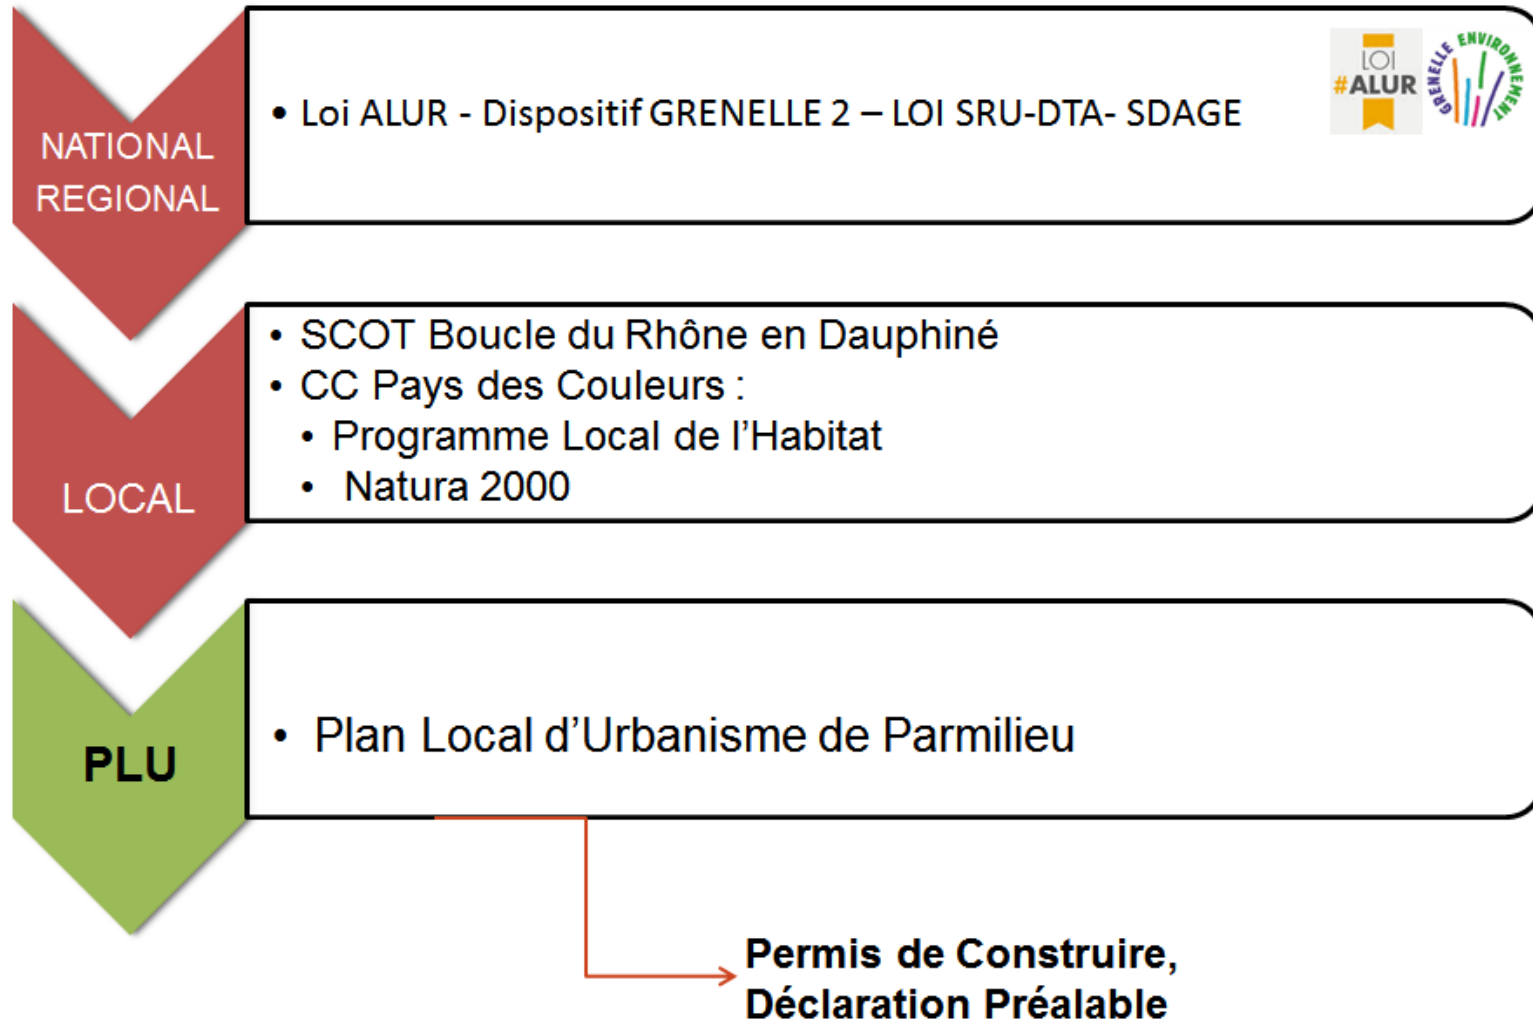 NATIONAL
REGIONAL
• Loi ALUR - Dispositif GRENELLE 2 – LOI SRU-DTA- SDAGE
LOI
#ALUR
GRENELLE ENVIRONNEMENT
LOCAL
• SCOT Boucle du Rhône en Dauphiné
• CC Pays des Couleurs :
• Programme Local de l’Habitat
• Natura 2000
PLU
• Plan Local d’Urbanisme de Parmilieu
Permis de Construire,
Déclaration Préalable